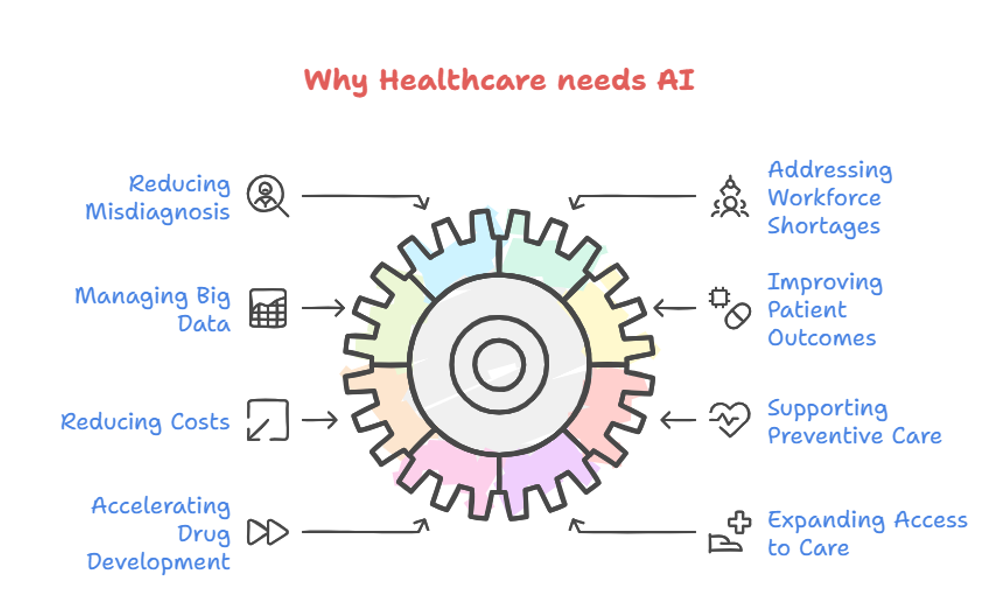 Why Healthcare needs AI
Reducing
Misdiagnosis
Managing Big
Data
Reducing Costs
Accelerating
Drug
Development
Addressing
Workforce
Shortages
Improving
Patient
Outcomes
Supporting
Preventive Care
Expanding Access
to Care